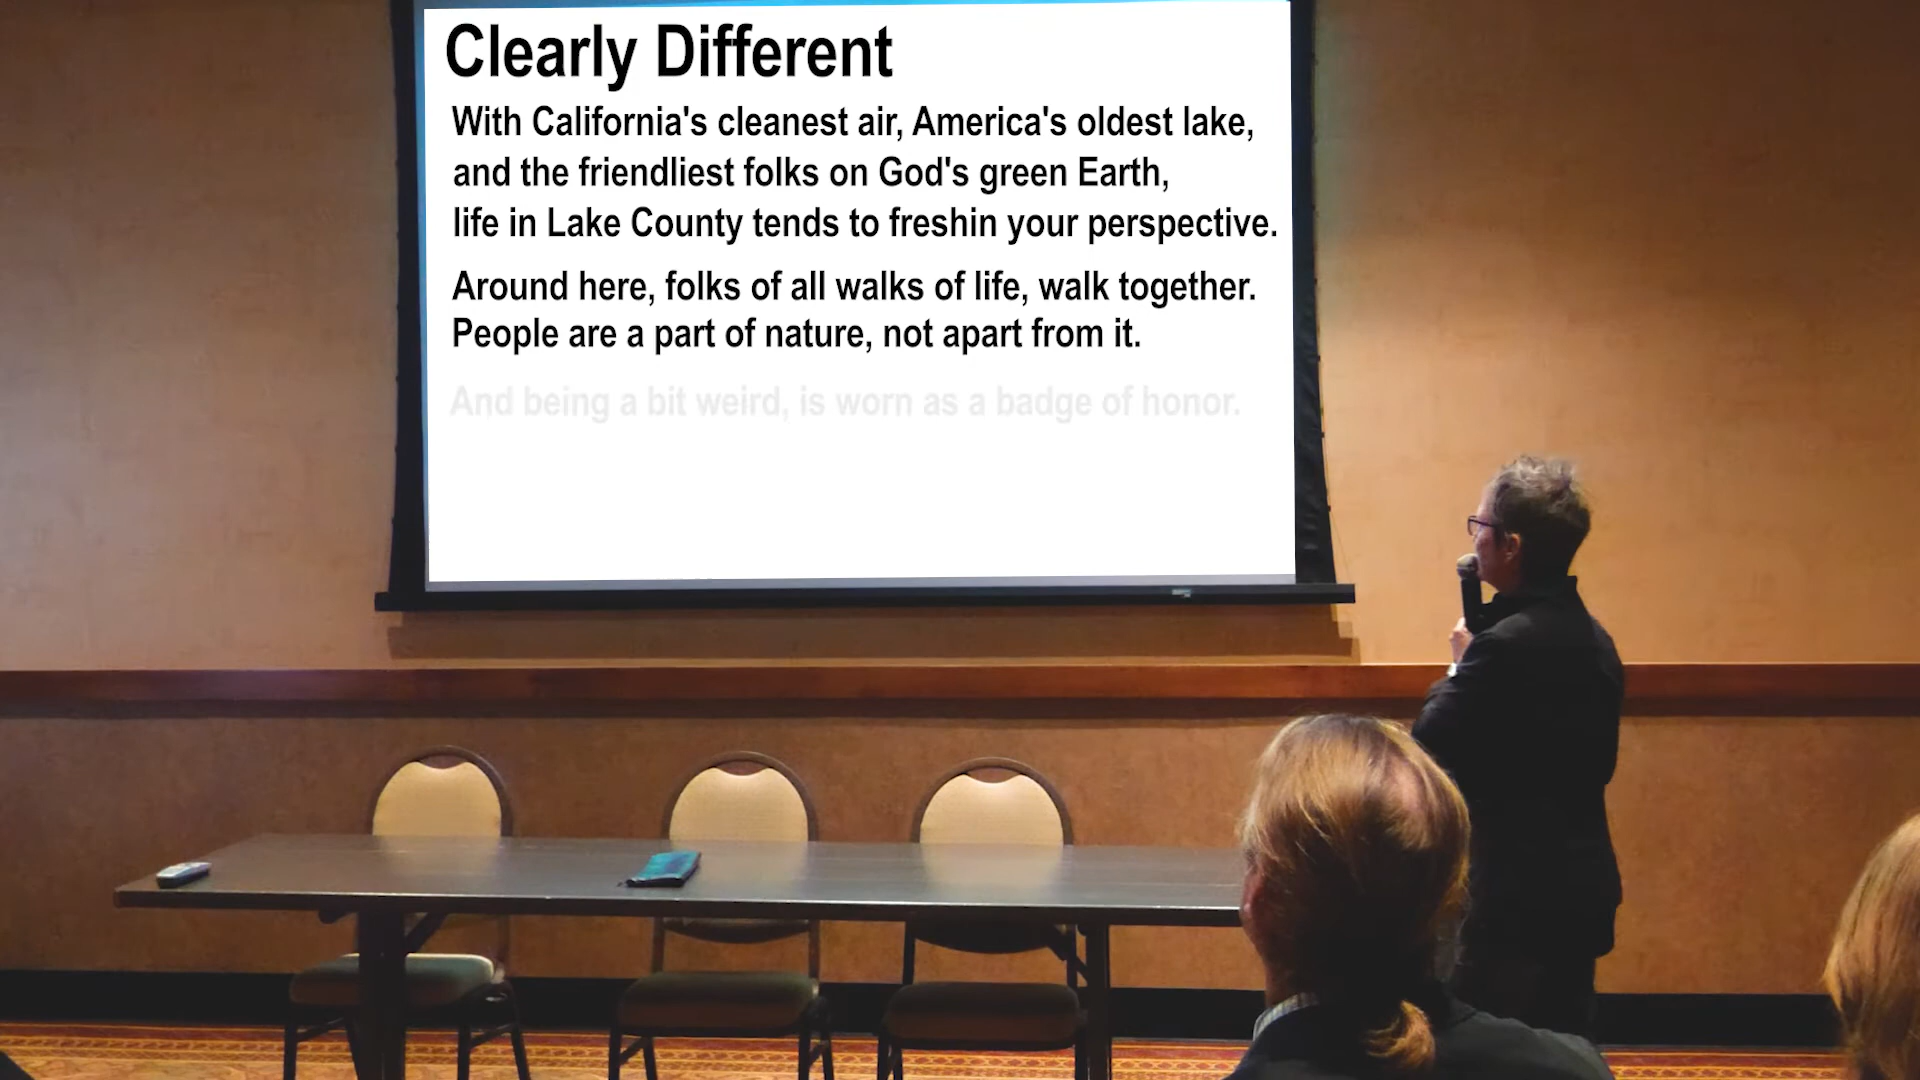 Clearly Different
With California's cleanest air, America's oldest lake,
and the friendliest folks on God's green Earth,
life in Lake County tends to freshin your perspective.
Around here, folks of all walks of life, walk together.
People are a part of nature, not apart from it.
And being a bit weird, is worn as a badge of honor.